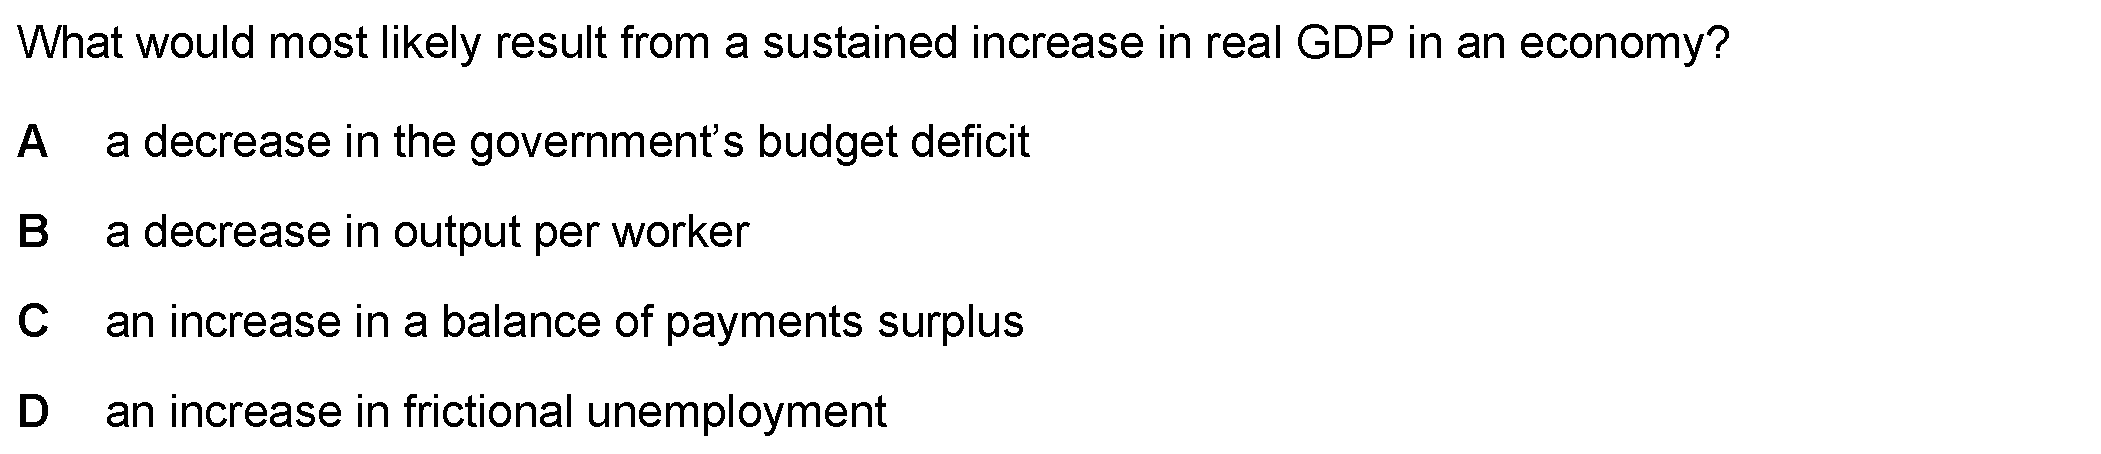 What would most likely result from a sustained increase in real GDP in an economy?
A a decrease in the government’s budget deficit
B a decrease in output per worker
C an increase in a balance of payments surplus
D an increase in frictional unemployment